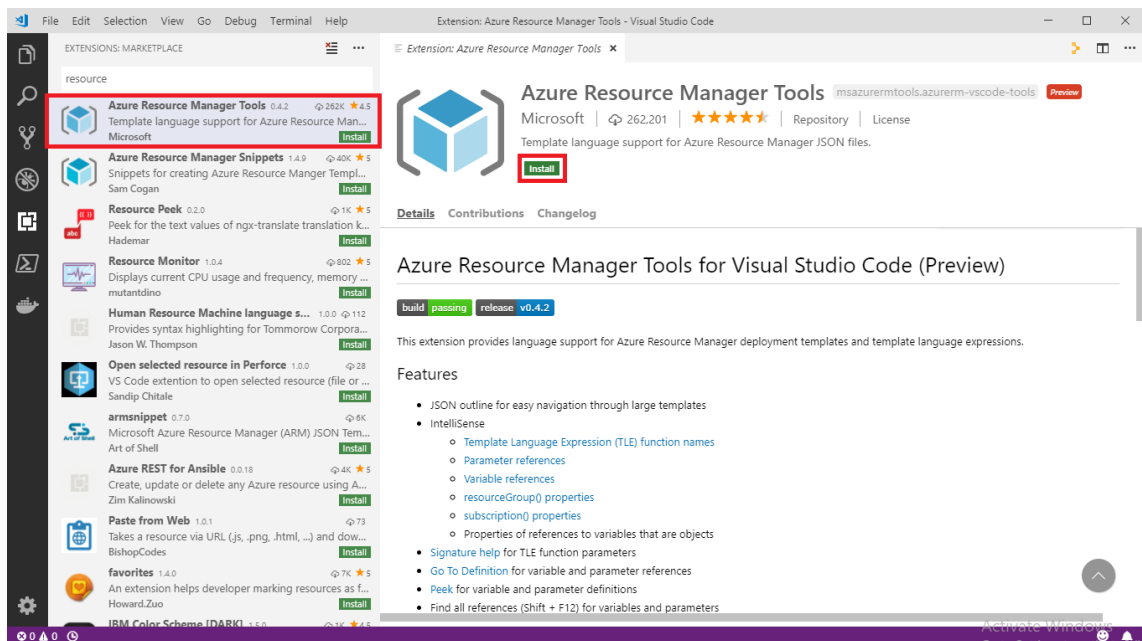 File Edit Selection View Go Debug Terminal Help
Extension: Azure Resource Manager Tools - Visual Studio Code
EXTENSIONS: MARKETPLACE
resource
Azure Resource Manager Tools 0.4.2 262K 4.5
Template language support for Azure Resource Man...
Microsoft Install
Azure Resource Manager Snippets 1.4.9 40K 5
Snippets for creating Azure Resource Manger Templ...
Sam Cogan Install
Resource Peek 0.2.0 1K 5
Peek for the text values of ngx-translate translation k...
Hademar Install
Resource Monitor 1.0.4 802 5
Displays current CPU usage and frequency, memory ...
mutantdino Install
Human Resource Machine language s... 1.0.0 112
Provides syntax highlighting for Tommorow Corpora...
Jason W. Thompson Install
Open selected resource in Perforce 1.0.0 28
VS Code extention to open selected resource (file or ...
Sandip Chitale Install
armsnippet 0.7.0 6K
Microsoft Azure Resource Manager (ARM) JSON Tem...
Art of Shell Install
Azure REST for Ansible 0.0.18 4K 5
Create, update or delete any Azure resource using A...
Zim Kalinowski Install
Paste from Web 1.0.1 73
Takes a resource via URL (.js, .png, .html, ...) and dow...
BishopCodes Install
favorites 1.4.0 7K 5
An extension helps developer marking resources as f...
Howard.Zuo Install
IBM Color Scheme [DARK] 1.5.0 1K 4.5
abc
Art of Shell
Extension: Azure Resource Manager Tools
Azure Resource Manager Tools msazurermtools.azurerm-vscode-tools Preview
Microsoft 262,201 Repository License
Template language support for Azure Resource Manager JSON files.
Install
Details Contributions Changelog
Azure Resource Manager Tools for Visual Studio Code (Preview)
build passing release v0.4.2
This extension provides language support for Azure Resource Manager deployment templates and template language expressions.
Features
JSON outline for easy navigation through large templates
IntelliSense
Template Language Expression (TLE) function names
Parameter references
Variable references
resourceGroup() properties
subscription() properties
Properties of references to variables that are objects
Signature help for TLE function parameters
Go To Definition for variable and parameter references
Peek for variable and parameter definitions
Find all references (Shift + F12) for variables and parameters
Activate Windows
0 0